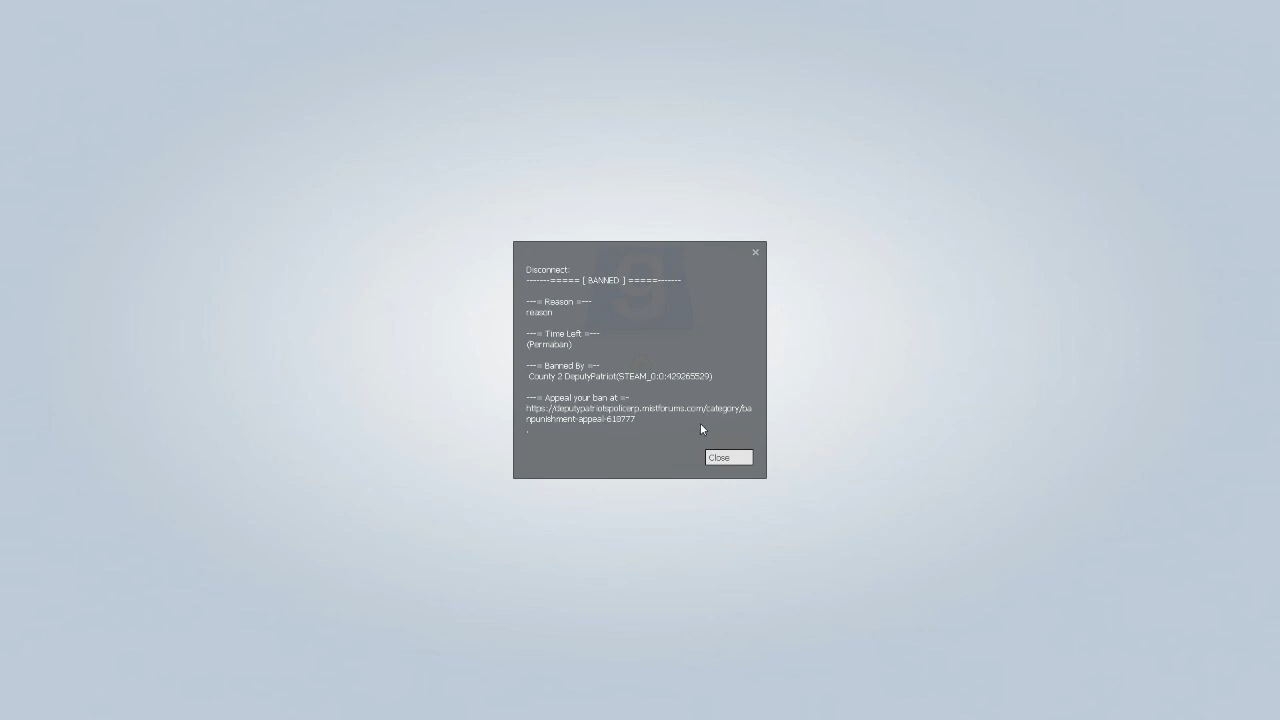 Disconnect:
-------===== [ BANNED ] =====-------
---= Reason =---
reason
---= Time Left =---
(Permaban)
---= Banned By =--
County 2 DeputyPatriot(STEAM_0:0:429265529)
---= Appeal your ban at =-
https://deputypatriotspolicerp.mistforums.com/category/ba
npunishment-appeal-618777
.
Close